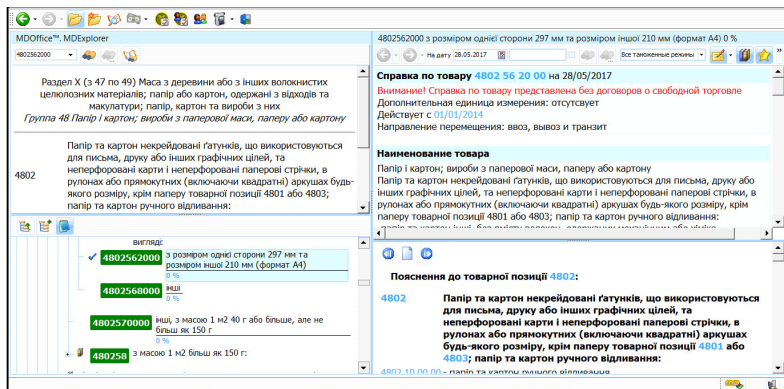 MDOffice™. MDExplorer
4802562000
Раздел X (з 47 по 49) Маса з деревини або з інших волокнистих
целюлозних матеріалів; папір або картон, одержані з відходів та
макулатури; папір, картон та вироби з них
Группа 48 Папір і картон; вироби з паперової маси, паперу або картону
4802
Папір та картон некрейдовані ґатунків, що використовуються
для письма, друку або інших графічних цілей, та
неперфоровані карти і неперфоровані паперові стрічки, в
рулонах або прямокутних (включаючи квадратні) аркушах будь-
якого розміру, крім паперу товарної позиції 4801 або 4803;
папір та картон ручного відливання:
вигляді:
4802562000 з розміром однієї сторони 297 мм та
розміром іншої 210 мм (формат А4)
0 %
4802568000 інші
0 %
4802570000 інші, з масою 1 м2 40 г або більше, але не
більш як 150 г
0 %
480258 з масою 1 м2 більш як 150 г:
4802562000 з розміром однієї сторони 297 мм та розміром іншої 210 мм (формат А4) 0 %
На дату 28.05.2017
Все таможенные режимы
Справка по товару 4802 56 20 00 на 28/05/2017
Внимание! Справка по товару представлена без договоров о свободной торговле
Дополнительная единица измерения: отсутсвует
Действует с 01/01/2014
Направление перемещения: ввоз, вывоз и транзит
Наименование товара
Папір і картон; вироби з паперової маси, паперу або картону
Папір та картон некрейдовані ґатунків, що використовуються для письма, друку або
інших графічних цілей, та неперфоровані карти і неперфоровані паперові стрічки, в
рулонах або прямокутних (включаючи квадратні) аркушах будь-якого розміру, крім
паперу товарної позиції 4801 або 4803; папір та картон ручного відливання:
Пояснення до товарної позиції 4802:
4802
Папір та картон некрейдовані ґатунків, що використовуються
для письма, друку або інших графічних цілей, та
неперфоровані карти і неперфоровані паперові стрічки, в
рулонах або прямокутних (включаючи квадратні) аркушах
будь-якого розміру, крім паперу товарної позиції 4801 або
4803; папір та картон ручного відливання:
4802 10 00 00 - папір та картон ручного відливання